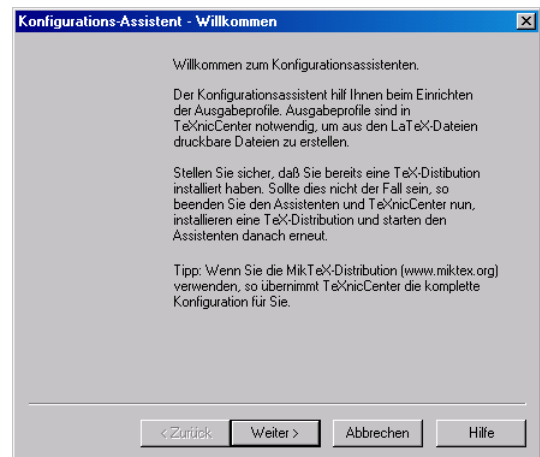 Konfigurations-Assistent - Willkommen
Willkommen zum Konfigurationsassistenten.
Der Konfigurationsassistent hilf Ihnen beim Einrichten
der Ausgabeprofile. Ausgabeprofile sind in
TeXnicCenter notwendig, um aus den LaTeX-Dateien
druckbare Dateien zu erstellen.
Stellen Sie sicher, daß Sie bereits eine TeX-Distibution
installiert haben. Sollte dies nicht der Fall sein, so
beenden Sie den Assistenten und TeXnicCenter nun,
installieren eine TeX-Distribution und starten den
Assistenten danach erneut.
Tipp: Wenn Sie die MikTeX-Distribution (www.miktex.org)
verwenden, so übernimmt TeXnicCenter die komplette
Konfiguration für Sie.
< Zurück Weiter > Abbrechen Hilfe